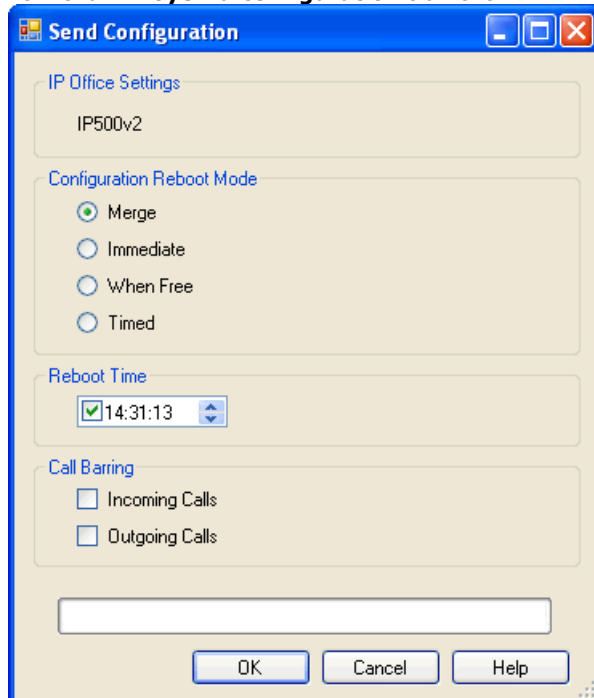 Send Configuration
IP Office Settings
IP500v2
Configuration Reboot Mode
Merge
Immediate
When Free
Timed
Reboot Time
14:31:13
Call Barring
Incoming Calls
Outgoing Calls
OK
Cancel
Help